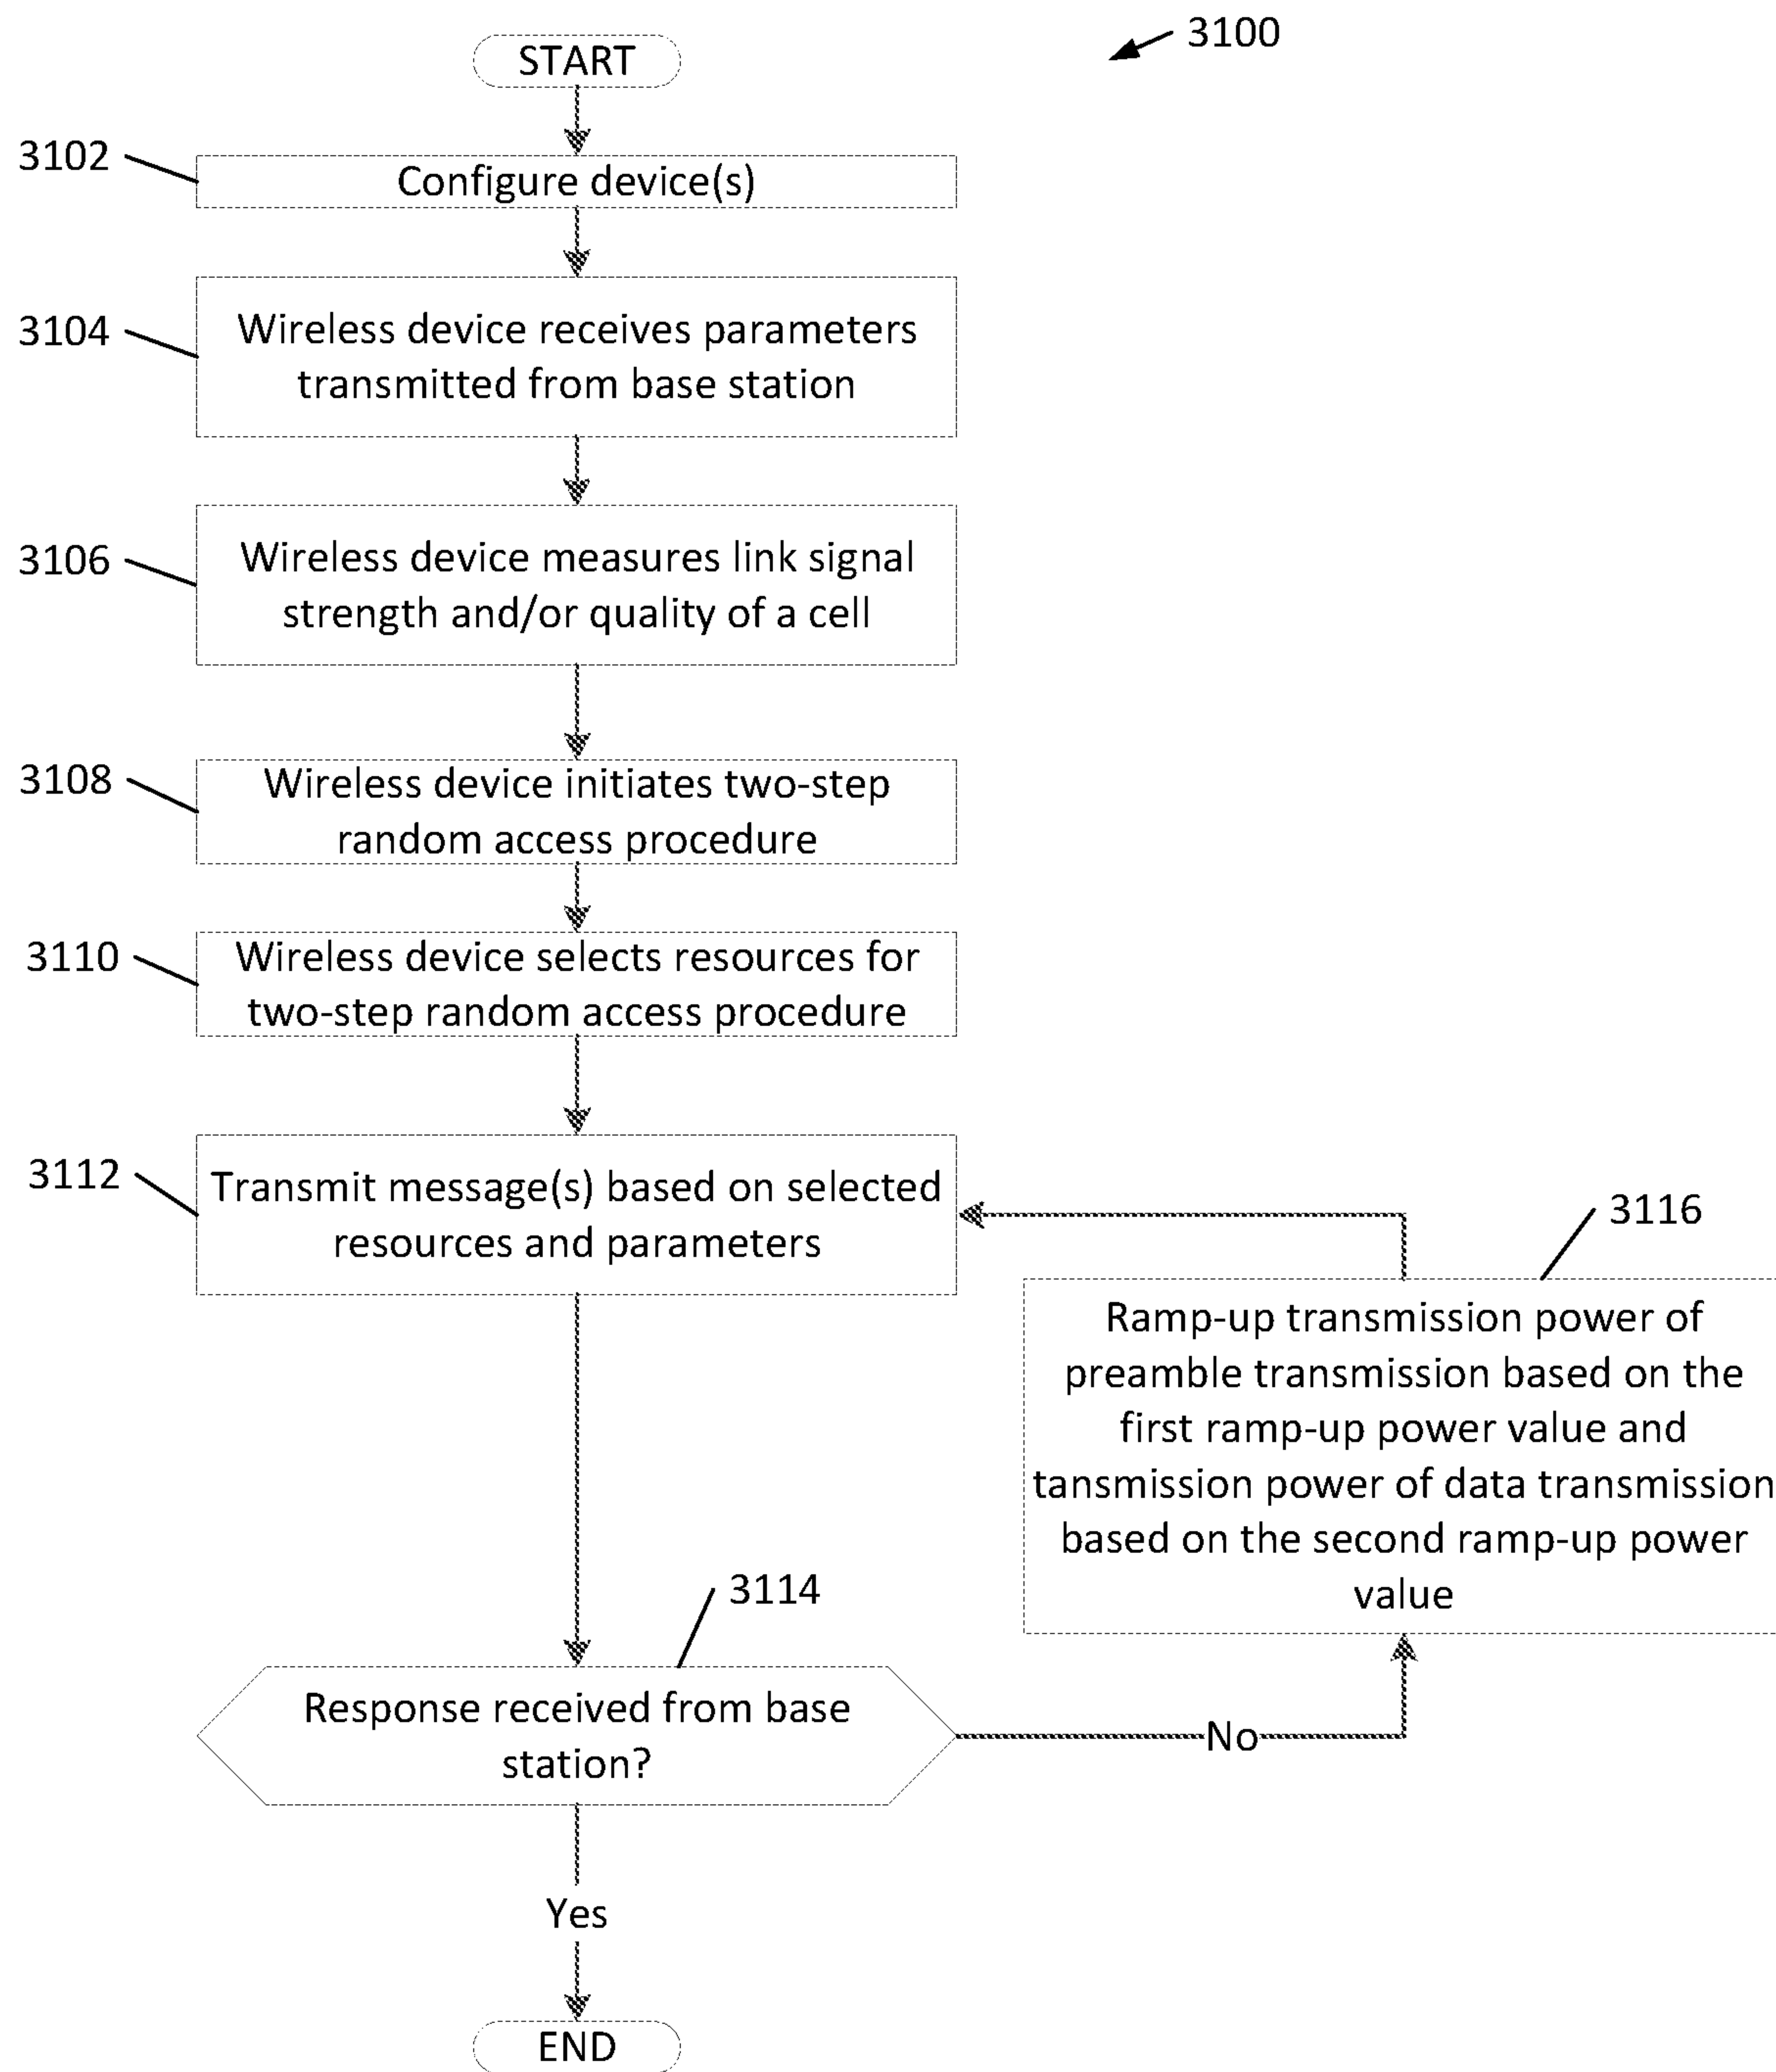 3100
START
3102
Configure device(s)
3104
Wireless device receives parameters
transmitted from base station
3106
Wireless device measures link signal
strength and/or quality of a cell
3108
Wireless device initiates two-step
random access procedure
3110
Wireless device selects resources for
two-step random access procedure
3112
Transmit message(s) based on selected
resources and parameters
3116
Ramp-up transmission power of
preamble transmission based on the
first ramp-up power value and
tansmission power of data transmission
based on the second ramp-up power
value
3114
Response received from base
station?
No
Yes
END